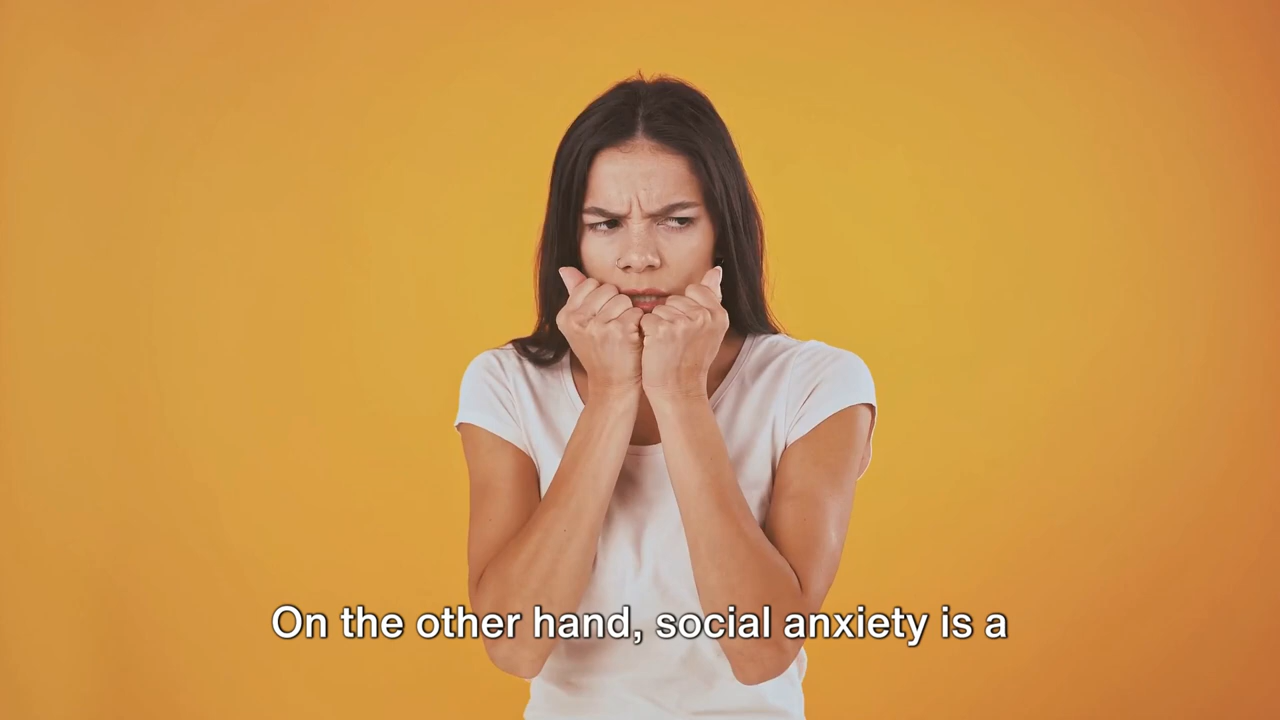 On the other hand, social anxiety is a